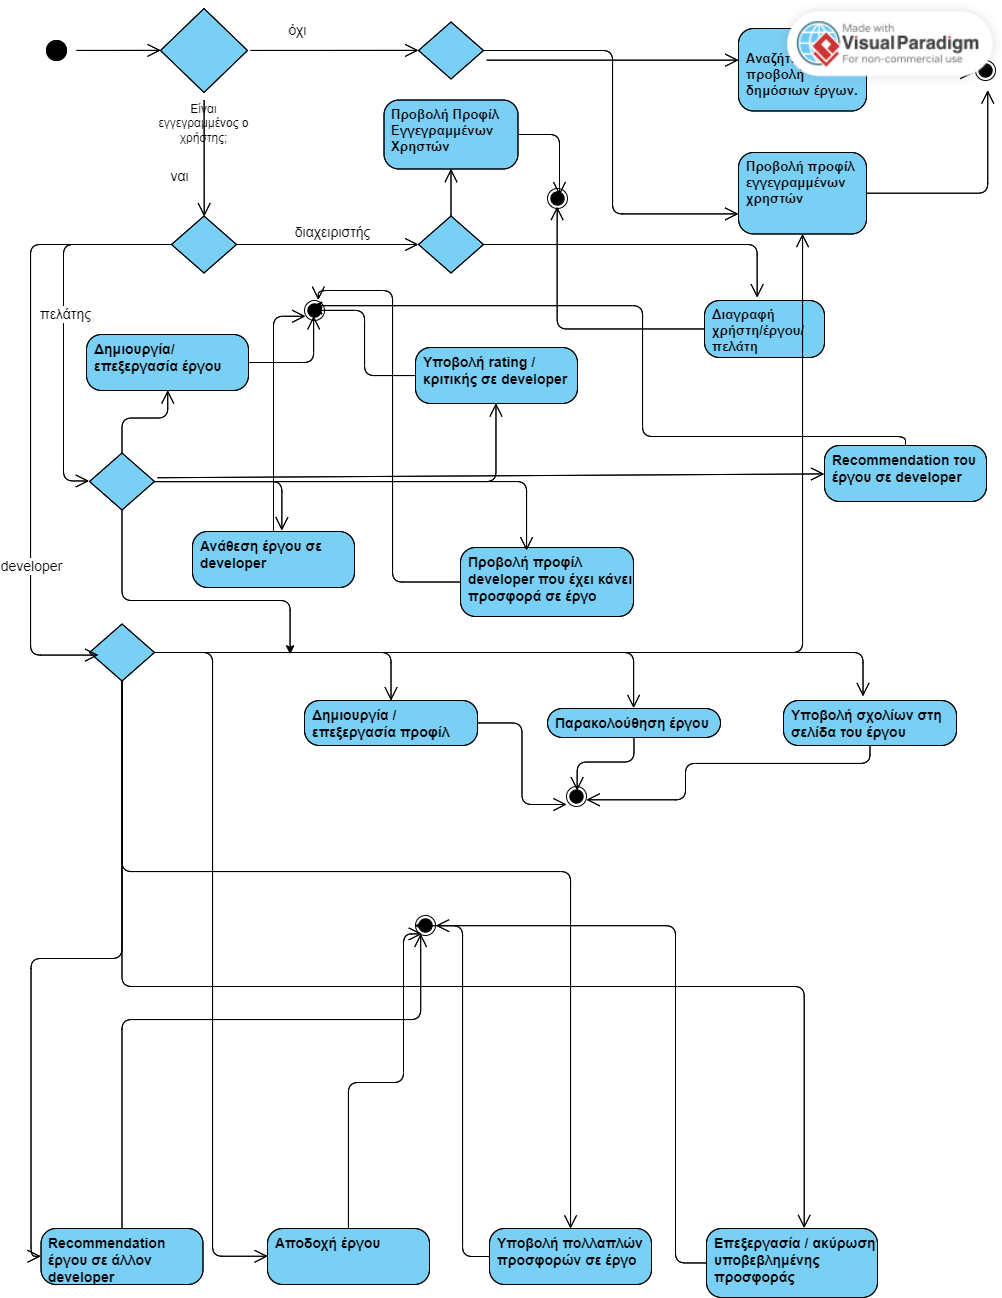 όχι
Made with
VisualParadigm
For non-commercial use
προβολή
δημόσιων έργων.
Είναι
εγγεγραμμένος ο
χρήστης;
Προβολή Προφίλ
Εγγεγραμμένων
Χρηστών
Προβολή προφίλ
εγγεγραμμένων
χρηστών
ναι
διαχειριστής
πελάτης
Διαγραφή
χρήστη/έργου/
πελάτη
Δημιουργία/
επεξεργασία έργου
Υποβολή rating /
κριτικής σε developer
Recommendation του
έργου σε developer
Ανάθεση έργου σε
developer
Προβολή προφίλ
developer που έχει κάνει
προσφορά σε έργο
developer
Δημιουργία /
επεξεργασία προφίλ
Παρακολούθηση έργου
Υποβολή σχολίων στη
σελίδα του έργου
Recommendation
έργου σε άλλον
developer
Αποδοχή έργου
Υποβολή πολλαπλών
προσφορών σε έργο
Επεξεργασία / ακύρωση
υποβεβλημένης
προσφοράς